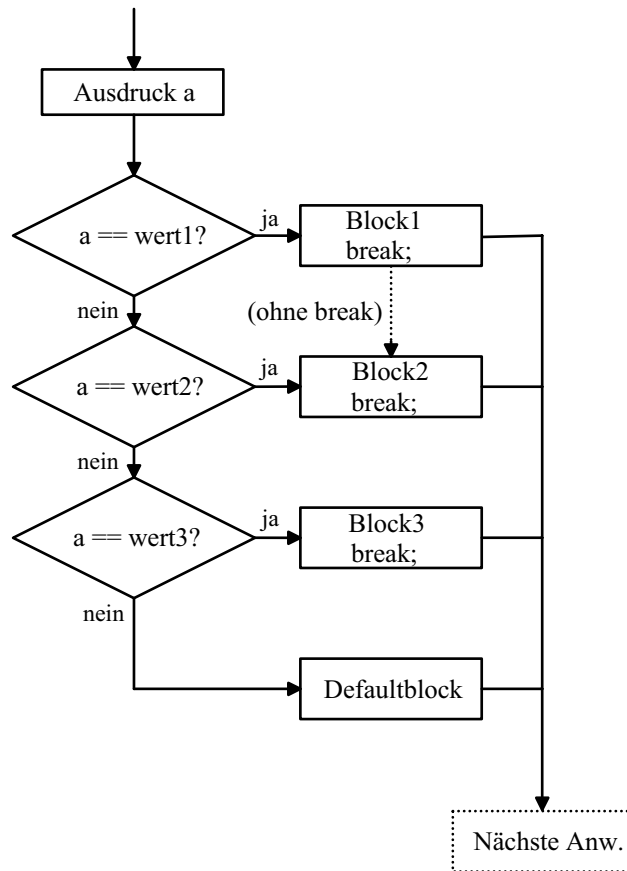 Ausdruck a
a == wert1?
ja
Block1
break;
nein
(ohne break)
a == wert2?
ja
Block2
break;
nein
a == wert3?
ja
Block3
break;
nein
Defaultblock
Nächste Anw.